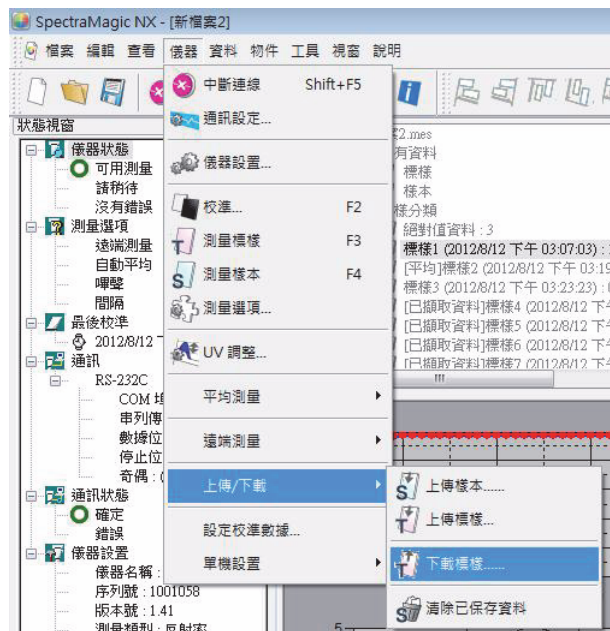 SpectraMagic NX - [新檔案2]
檔案 編輯 查看 儀器 資料 物件 工具 視窗 說明
狀態視窗
儀器狀態
可用測量
請稍待
沒有錯誤
測量選項
遠端測量
自動平均
嗶聲
間隔
最後校準
2012/8/12
通訊
RS-232C
COM 埠
串列傳
數據位
停止位
奇偶 : (
通訊狀態
確定
錯誤
儀器設置
儀器名稱 :
序列號 : 1001058
版本號 : 1.41
測量類型 : 反射率
中斷連線 Shift+F5
通訊設定...
儀器設置...
校準... F2
測量標樣 F3
測量樣本 F4
測量選項...
UV 調整...
平均測量
遠端測量
上傳/下載
設定校準數據...
單機設置
上傳樣本......
上傳標樣...
下載標樣......
清除已保存資料
案2.mes
有資料
標樣
樣本
樣分類
絕對值資料 : 3
標樣1 (2012/8/12 下午 03:07:03) :
[平均]標樣2 (2012/8/12 下午 03:19
標樣3 (2012/8/12 下午 03:23:23) : (
[已擷取資料]標樣4 (2012/8/12 下午
[已擷取資料]標樣5 (2012/8/12 下午
[已擷取資料]標樣6 (2012/8/12 下午
[已擷取資料]標樣7 (2012/8/12 下午
5